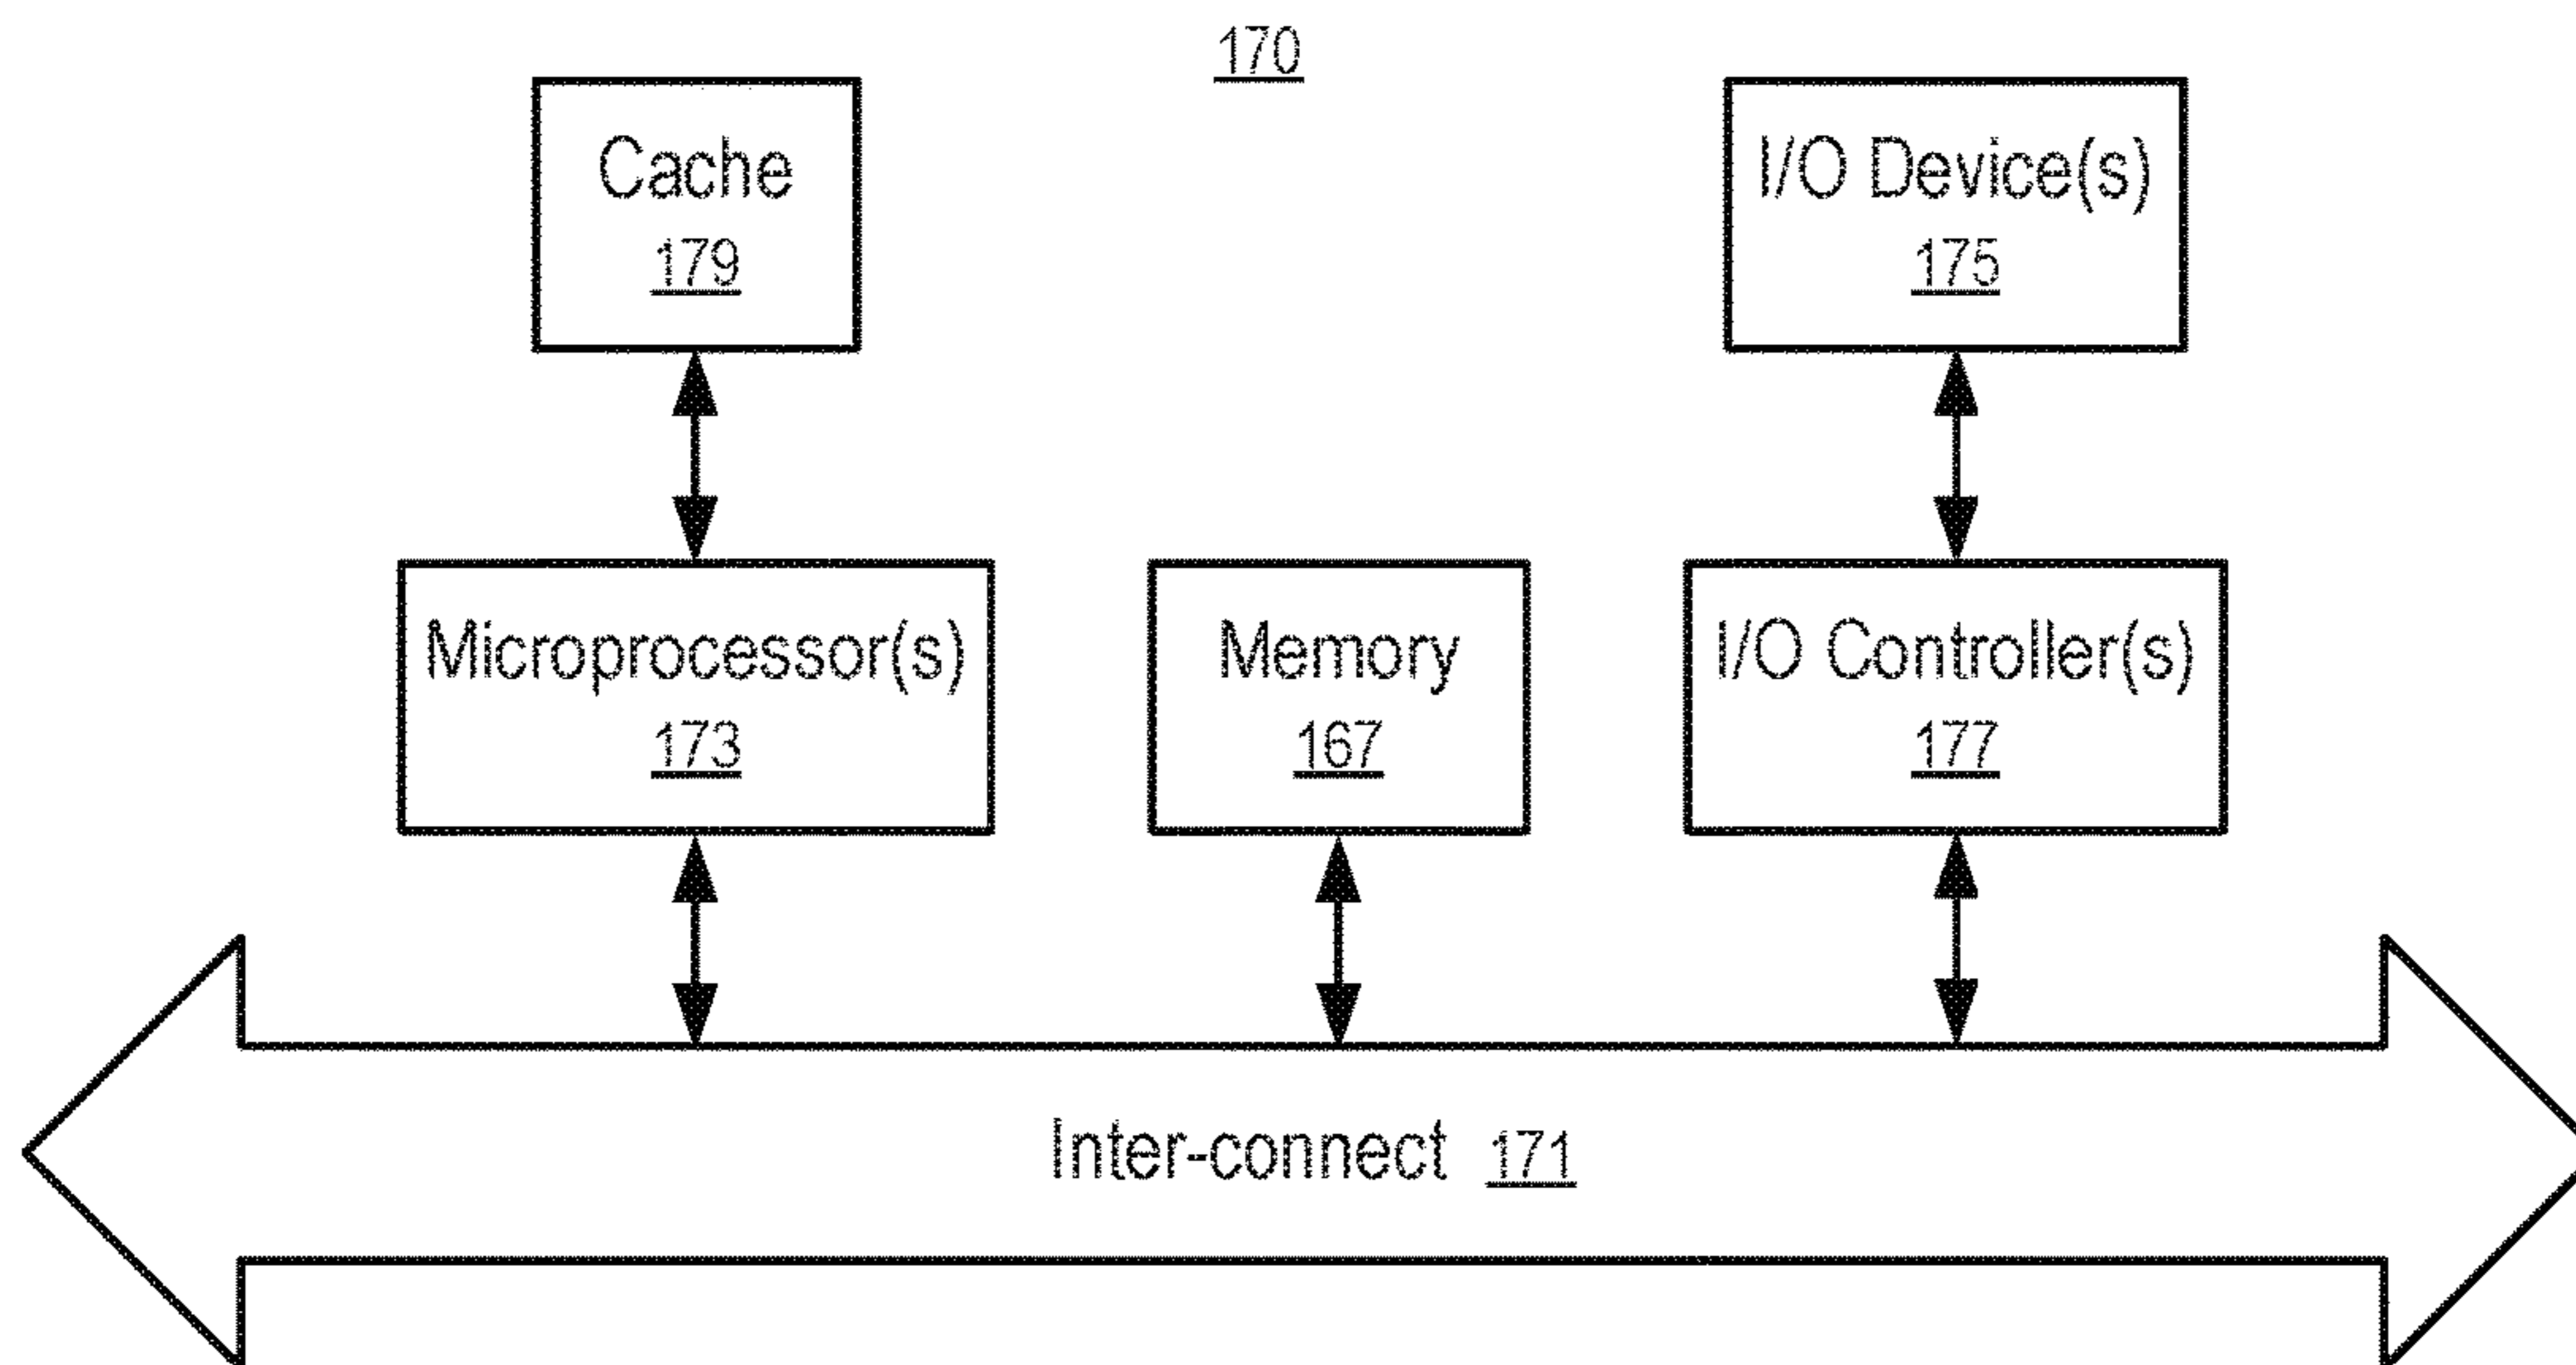 170
Cache
179
I/O Device(s)
175
Microprocessor(s)
173
Memory
167
I/O Controller(s)
177
Inter-connect 171